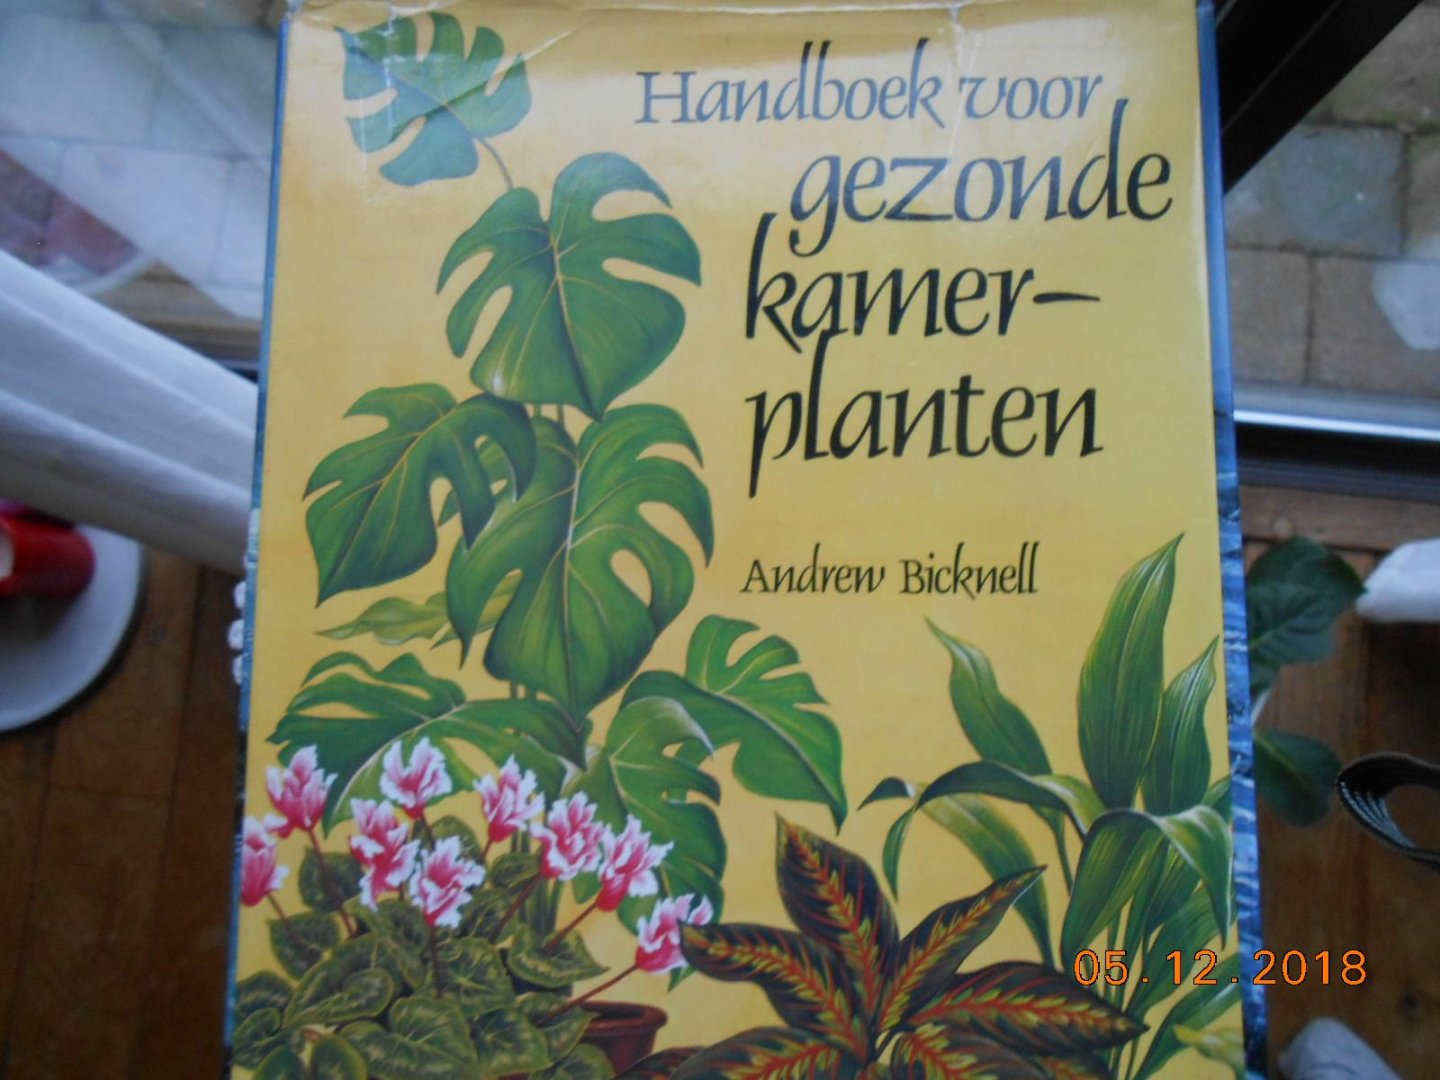 Handboek voor
gezonde
kamer-
planten
Andrew Bicknell
05.12.2018